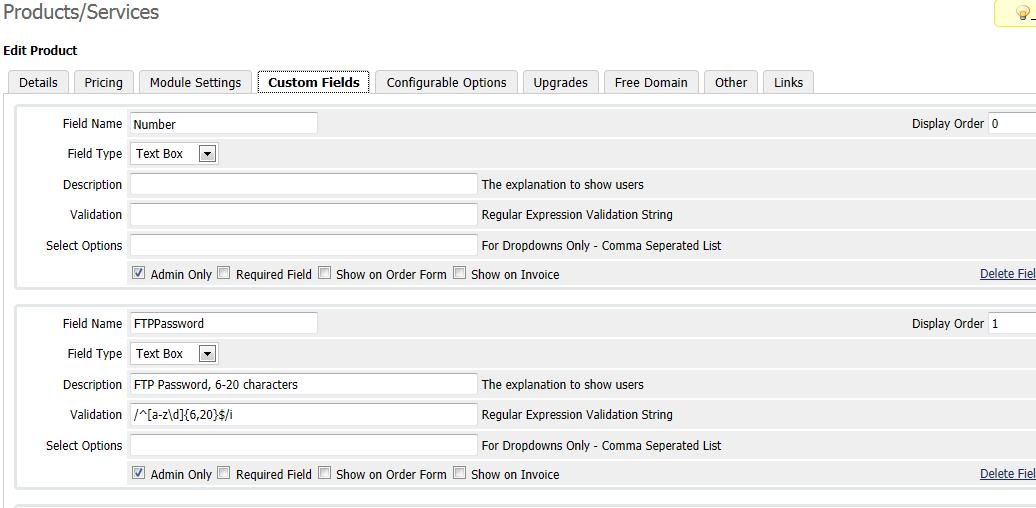 Products/Services
Edit Product
Details Pricing Module Settings Custom Fields Configurable Options Upgrades Free Domain Other Links
Field Name Number Display Order 0
Field Type Text Box
Description The explanation to show users
Validation Regular Expression Validation String
Select Options For Dropdowns Only - Comma Seperated List
Admin Only Required Field Show on Order Form Show on Invoice Delete Fiel
Field Name FTPPassword Display Order 1
Field Type Text Box
Description FTP Password, 6-20 characters The explanation to show users
Validation /^[a-z\d]{6,20}$/i Regular Expression Validation String
Select Options For Dropdowns Only - Comma Seperated List
Admin Only Required Field Show on Order Form Show on Invoice Delete Fiel